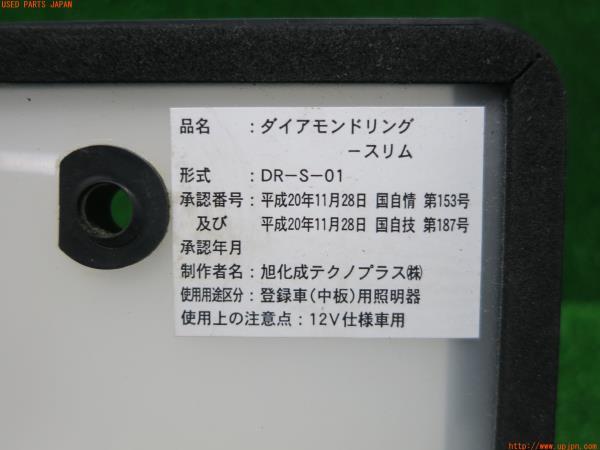 USED PARTS JAPAN
品名 :ダイアモンドリング
ースリム
形式 :DR-S-01
承認番号:平成20年11月28日 国自情 第153号
及び 平成20年11月28日 国自技 第187号
承認年月
制作者名:旭化成テクノプラス㈱
使用用途区分:登録車(中板)用照明器
使用上の注意点:12V仕様車用
http://www.upjpn.com/